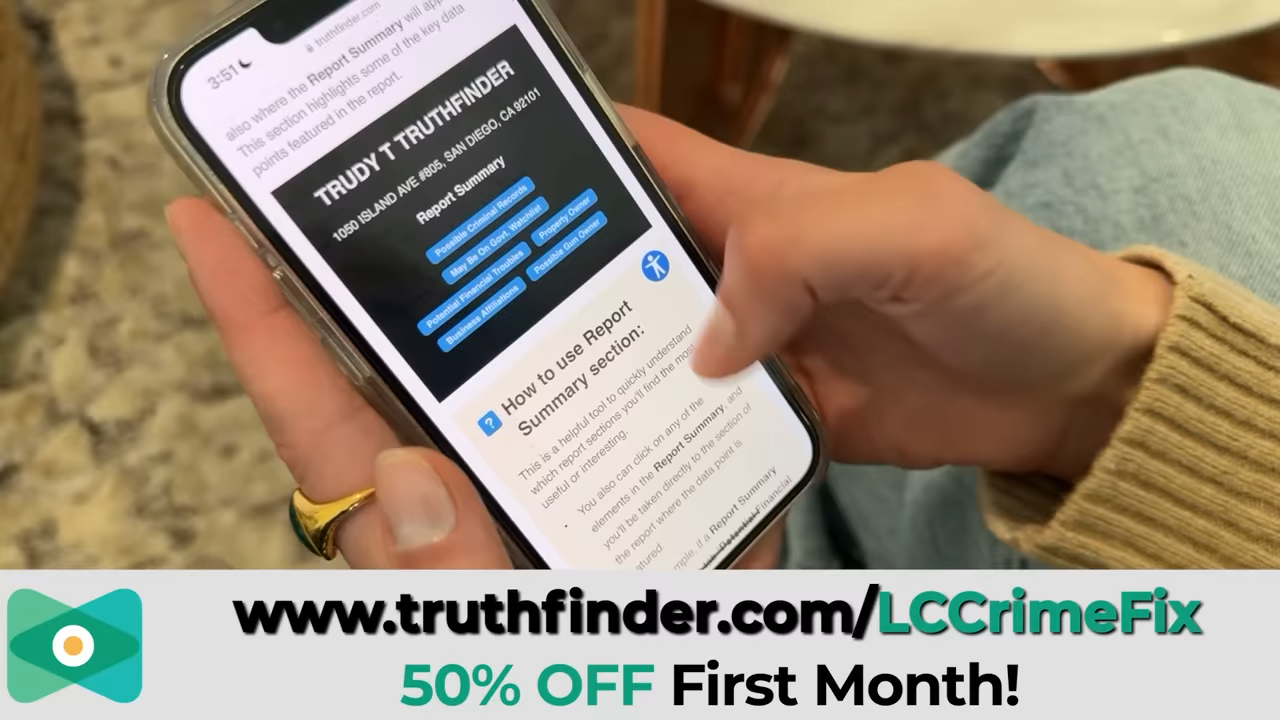 3:51
truthfinder.com
also where the Report Summary will
This section highlights some of the key data
points featured in the report.
TRUDY T TRUTHFINDER
1050 ISLAND AVE #805, SAN DIEGO, CA 92101
Report Summary
Possible Criminal Records
May Be On Govt. Watchlist
Property Owner
Potential Financial Troubles
Possible Gun Owner
Business Affiliations
? How to use Report
Summary section:
This is a helpful tool to quickly understand
which report sections you'll find the most
useful or interesting.
• You also can click on any of the
elements in the Report Summary, and
you'll be taken directly to the section of
the report where the data point is
if a Report Summary
Potential Financial
www.truthfinder.com/LCCrimeFix
50% OFF First Month!